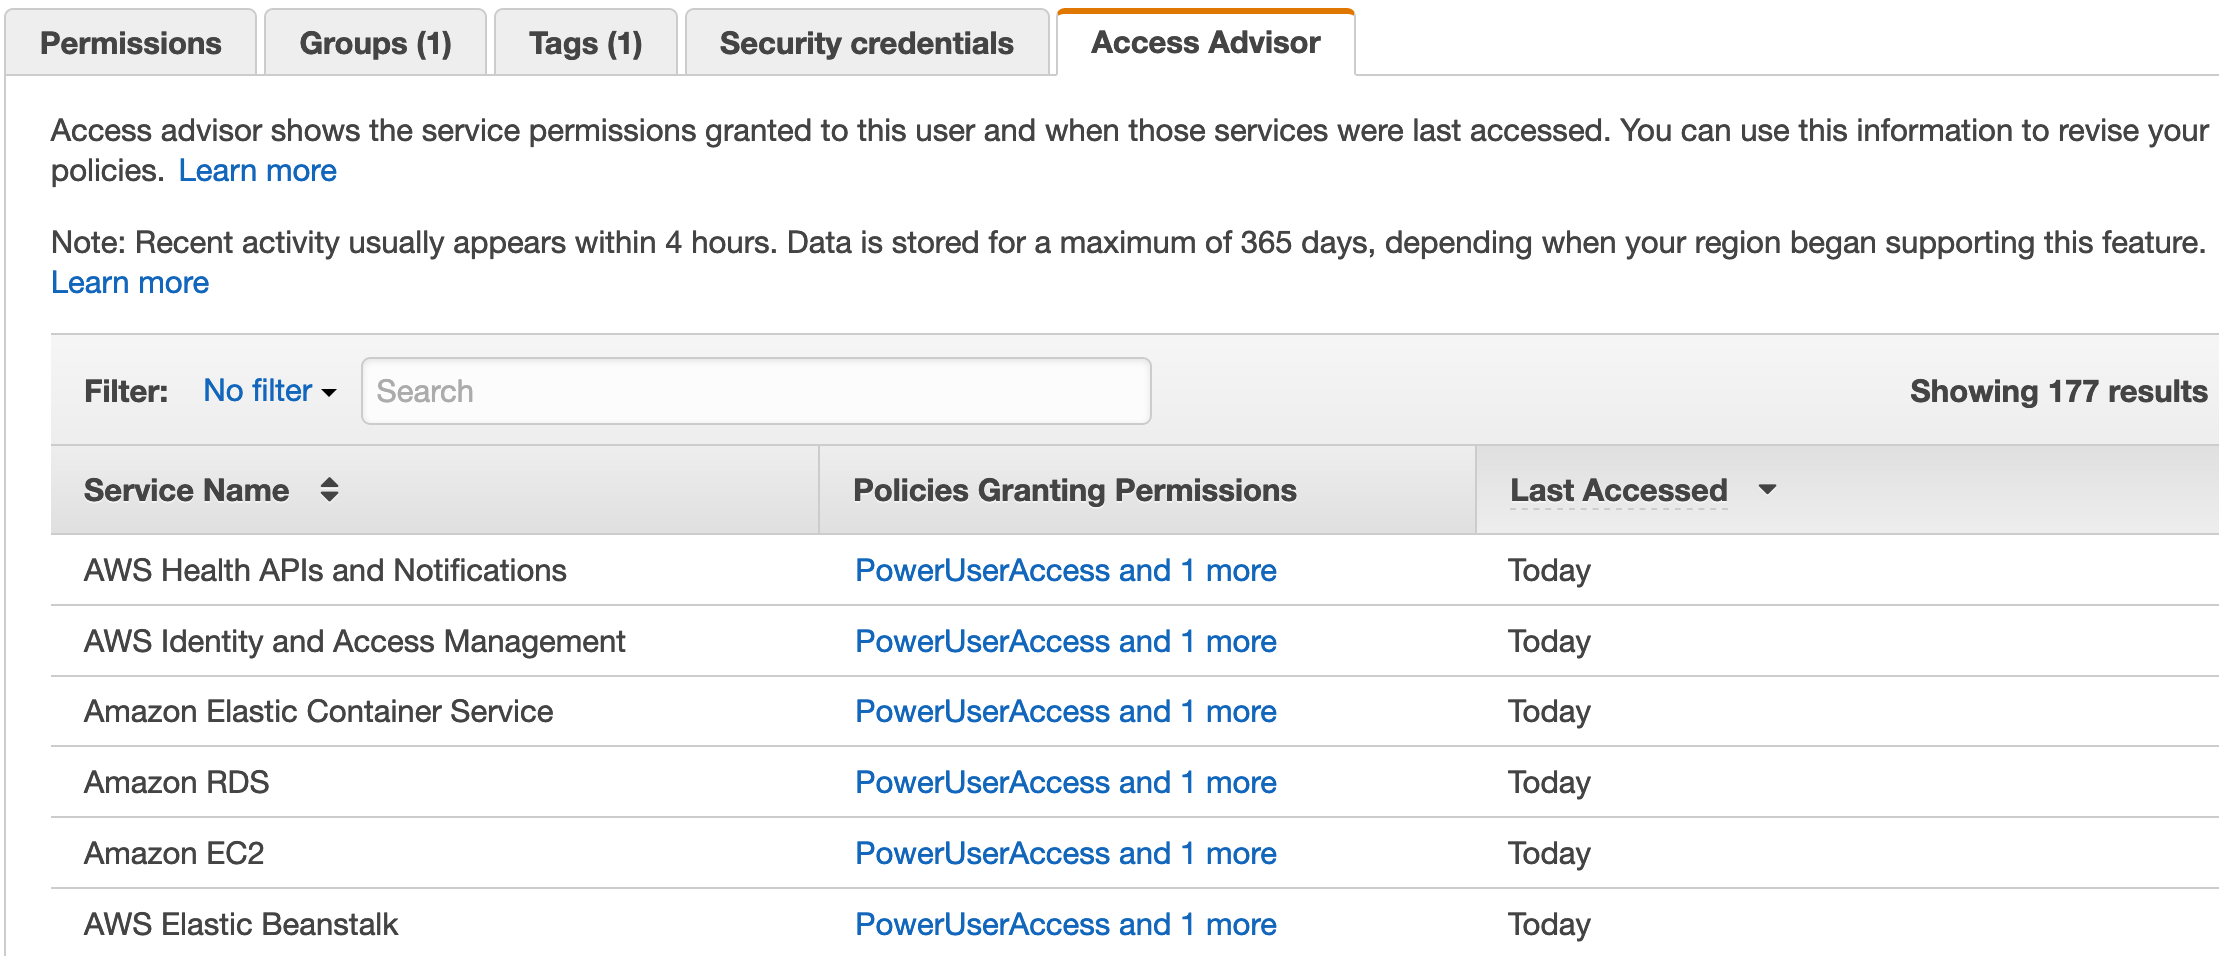 Permissions
Groups (1)
Tags (1)
Security credentials
Access Advisor
Access advisor shows the service permissions granted to this user and when those services were last accessed. You can use this information to revise your
policies. Learn more
Note: Recent activity usually appears within 4 hours. Data is stored for a maximum of 365 days, depending when your region began supporting this feature.
Learn more
Filter: No filter Search Showing 177 results
Service Name Policies Granting Permissions Last Accessed
AWS Health APIs and Notifications PowerUserAccess and 1 more Today
AWS Identity and Access Management PowerUserAccess and 1 more Today
Amazon Elastic Container Service PowerUserAccess and 1 more Today
Amazon RDS PowerUserAccess and 1 more Today
Amazon EC2 PowerUserAccess and 1 more Today
AWS Elastic Beanstalk PowerUserAccess and 1 more Today